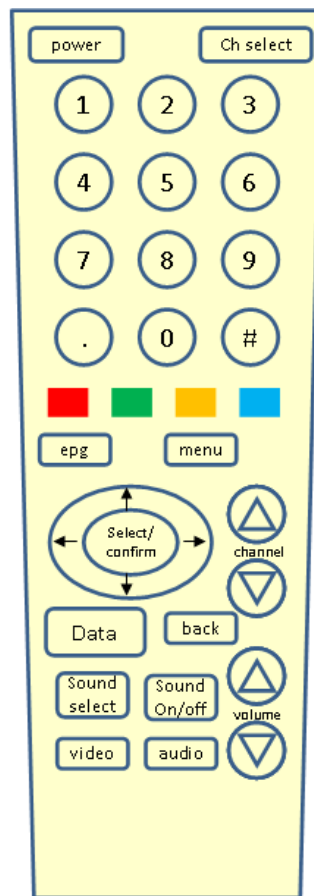 power
Ch select
1
2
3
4
5
6
7
8
9
.
0
#
epg
menu
Select/
confirm
channel
Data
back
Sound
select
Sound
On/off
volume
video
audio